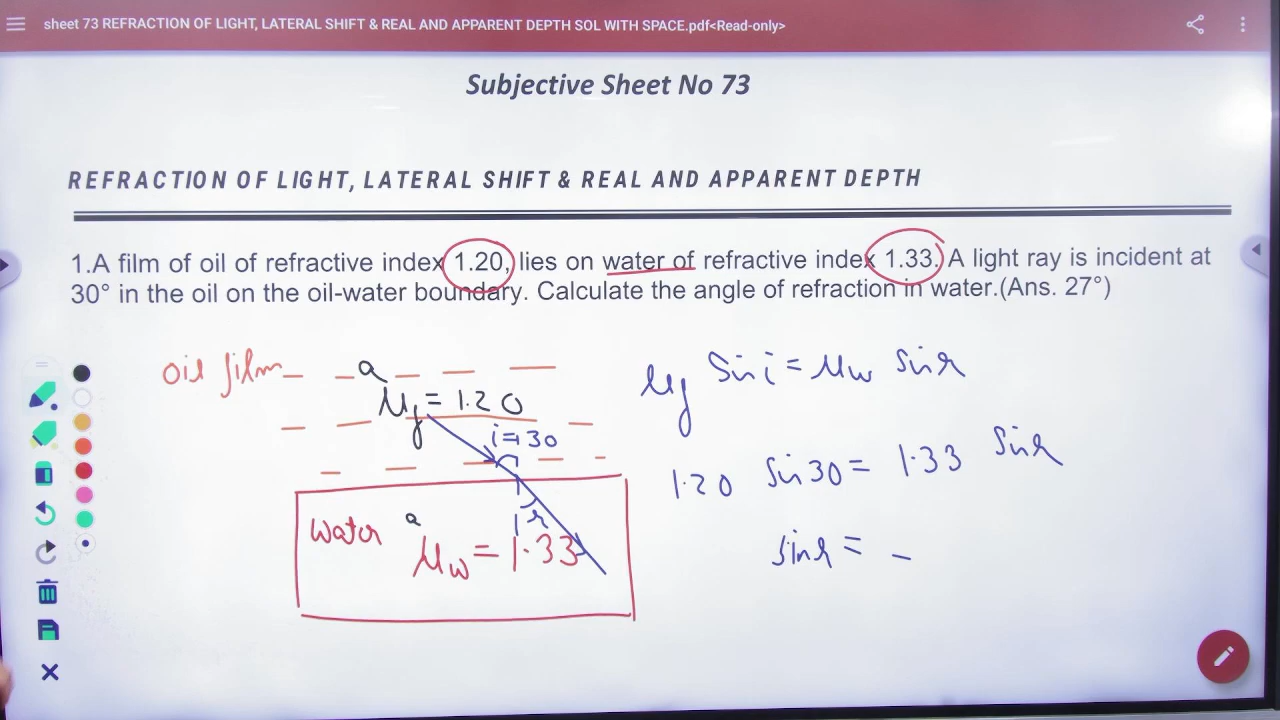 sheet 73 REFRACTION OF LIGHT, LATERAL SHIFT & REAL AND APPARENT DEPTH SOL WITH SPACE.pdf<Read-only>
Subjective Sheet No 73
REFRACTION OF LIGHT, LATERAL SHIFT & REAL AND APPARENT DEPTH
1.A film of oil of refractive index 1.20, lies on water of refractive index 1.33. A light ray is incident at
30° in the oil on the oil-water boundary. Calculate the angle of refraction in water.(Ans. 27°)
oil film
a
μf = 1.20
i=30
r
water
a
μw = 1.33
μf Sin i = μw Sin r
1.20 Sin 30 = 1.33 Sin r
sin r = –